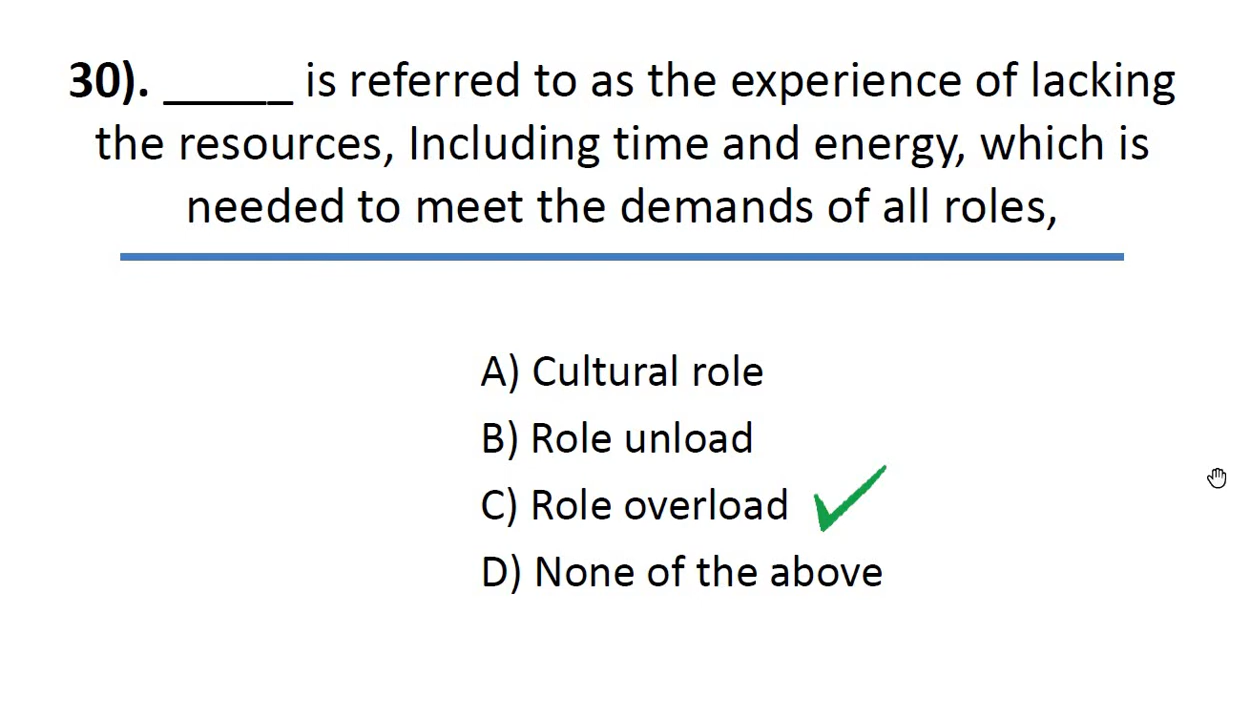 30). _____ is referred to as the experience of lacking
the resources, Including time and energy, which is
needed to meet the demands of all roles,
A) Cultural role
B) Role unload
C) Role overload
D) None of the above